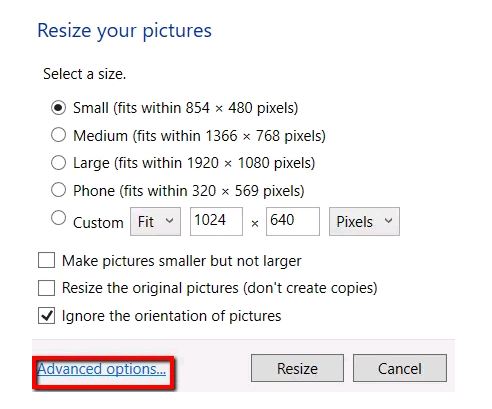 Resize your pictures
Select a size.
Small (fits within 854 × 480 pixels)
Medium (fits within 1366 × 768 pixels)
Large (fits within 1920 × 1080 pixels)
Phone (fits within 320 × 569 pixels)
Custom Fit 1024 × 640 Pixels
Make pictures smaller but not larger
Resize the original pictures (don't create copies)
Ignore the orientation of pictures
Advanced options... Resize Cancel